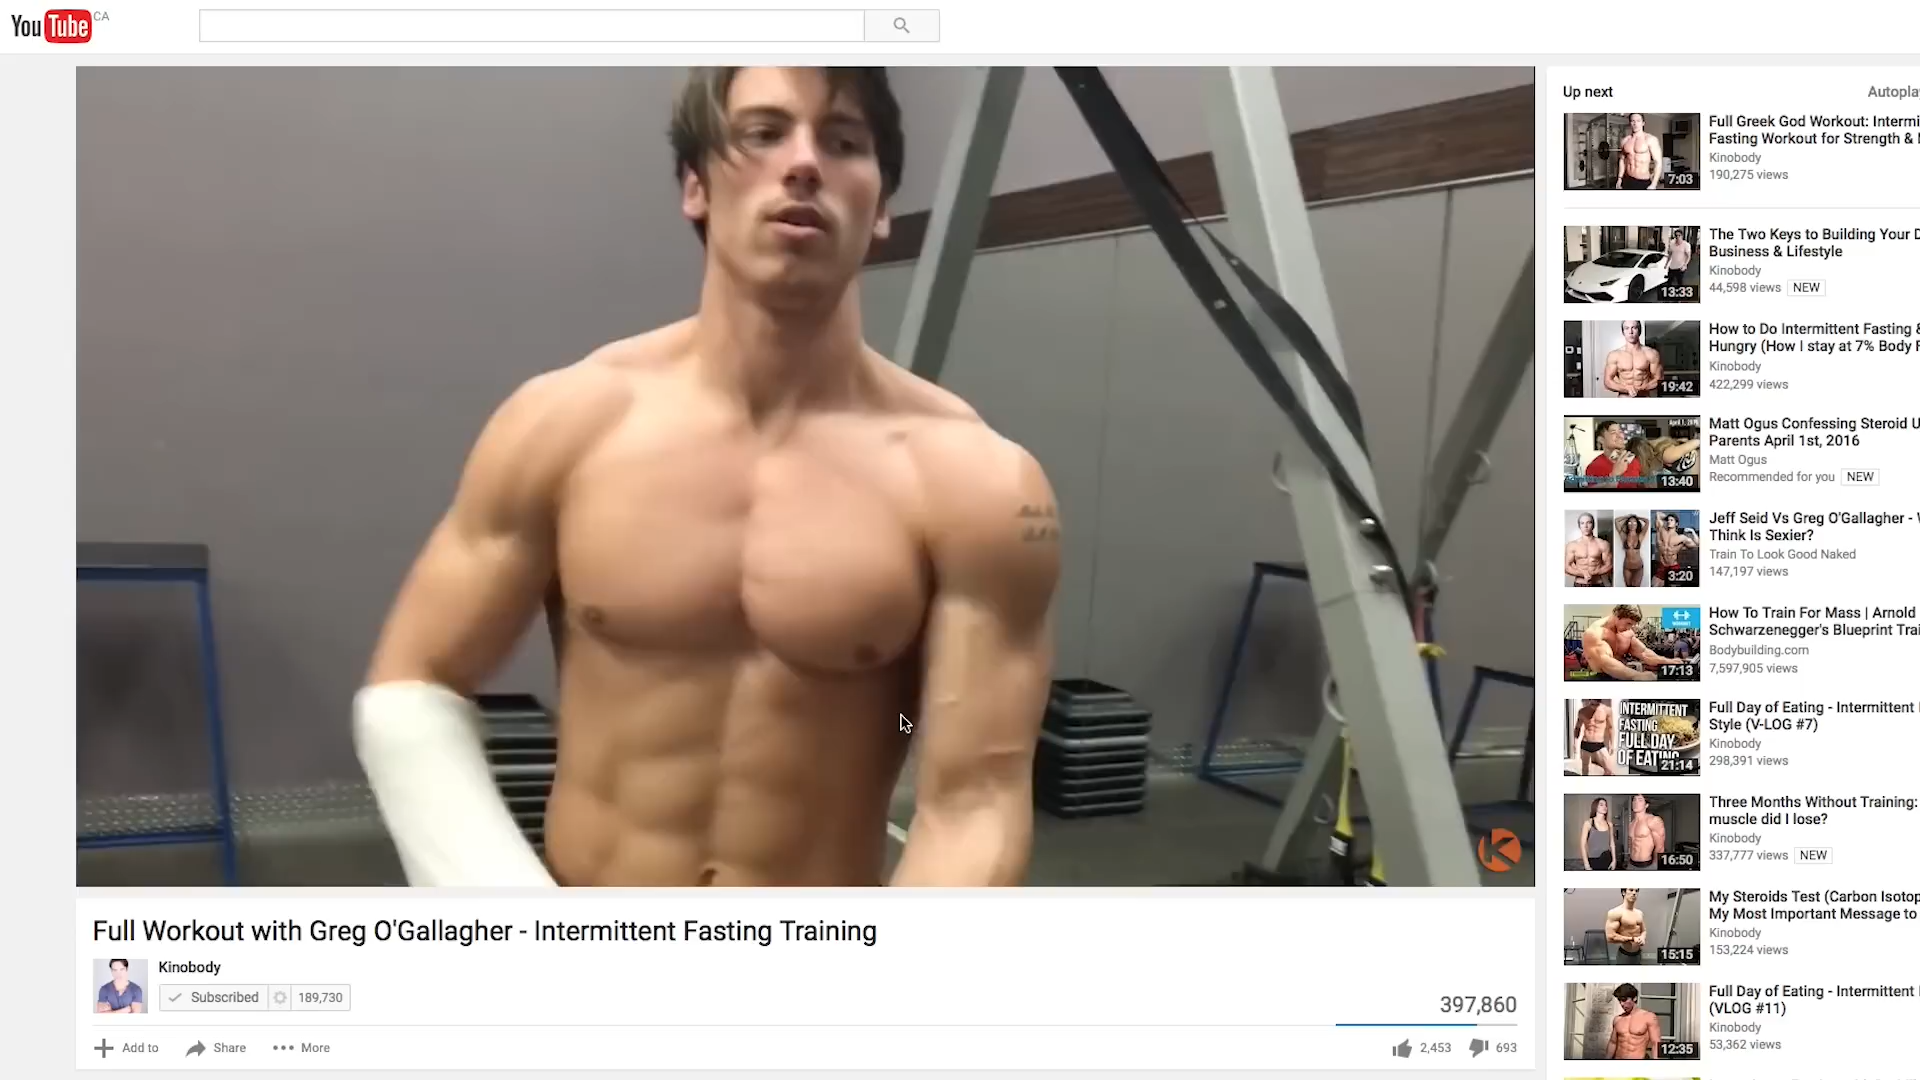 YouTube CA
Up next
Autoplay
Full Greek God Workout: Intermi
Fasting Workout for Strength &
Kinobody
190,275 views
7:03
The Two Keys to Building Your D
Business & Lifestyle
Kinobody
44,598 views NEW
13:33
How to Do Intermittent Fasting &
Hungry (How I stay at 7% Body F
Kinobody
422,299 views
19:42
Matt Ogus Confessing Steroid U
Parents April 1st, 2016
Matt Ogus
Recommended for you NEW
13:40
Jeff Seid Vs Greg O'Gallagher - W
Think Is Sexier?
Train To Look Good Naked
147,197 views
3:20
How To Train For Mass | Arnold
Schwarzenegger's Blueprint Trai
Bodybuilding.com
7,597,905 views
17:13
INTERMITTENT
FASTING
FULL DAY
OF EATING
21:14
Full Day of Eating - Intermittent
Style (V-LOG #7)
Kinobody
298,391 views
Three Months Without Training:
muscle did I lose?
Kinobody
337,777 views NEW
16:50
My Steroids Test (Carbon Isotop
My Most Important Message to
Kinobody
153,224 views
15:15
Full Day of Eating - Intermittent
(VLOG #11)
Kinobody
53,362 views
12:35
Full Workout with Greg O'Gallagher - Intermittent Fasting Training
Kinobody
Subscribed 189,730
397,860
Add to Share More
2,453 693